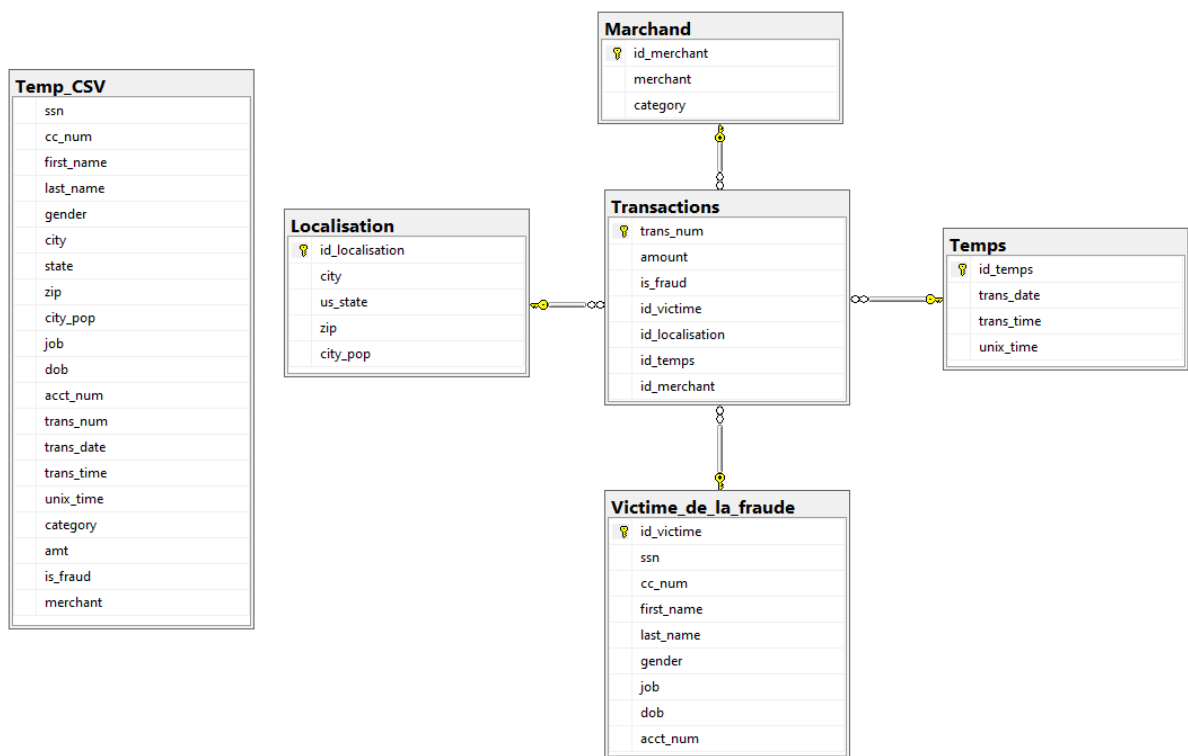 Temp_CSV
ssn
cc_num
first_name
last_name
gender
city
state
zip
city_pop
job
dob
acct_num
trans_num
trans_date
trans_time
unix_time
category
amt
is_fraud
merchant
Localisation
id_localisation
city
us_state
zip
city_pop
Marchand
id_merchant
merchant
category
Transactions
trans_num
amount
is_fraud
id_victime
id_localisation
id_temps
id_merchant
Victime_de_la_fraude
id_victime
ssn
cc_num
first_name
last_name
gender
job
dob
acct_num
Temps
id_temps
trans_date
trans_time
unix_time